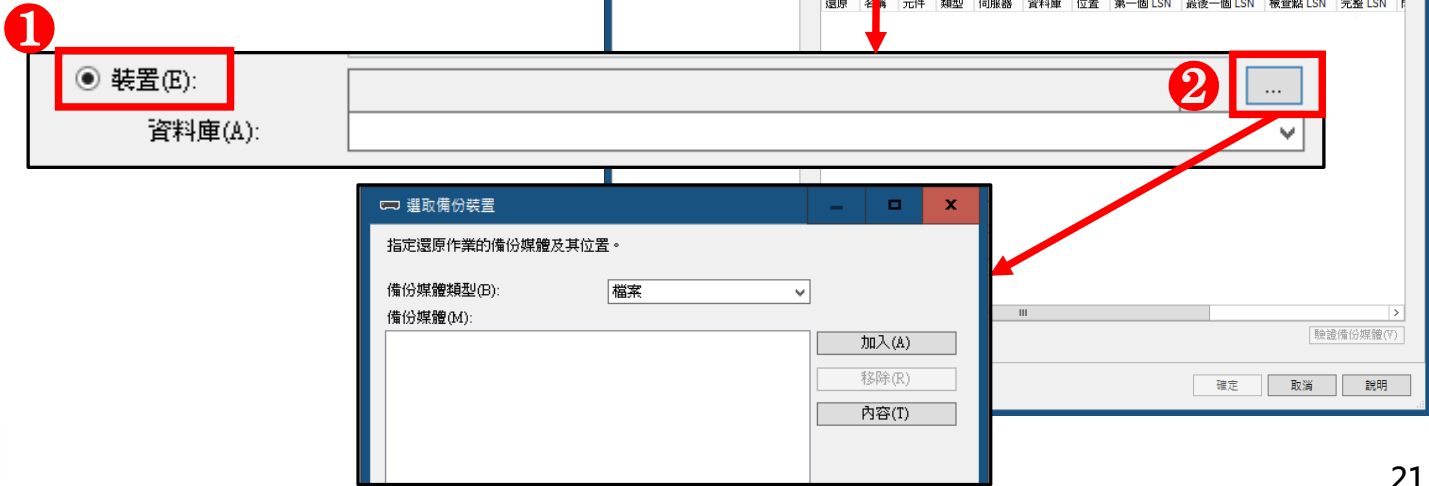 還原 名稱 元件 類型 伺服器 資料庫 位置 第一個 LSN 最後一個 LSN 檢查點 LSN 完整 LSN
1
裝置(E):
2
...
資料庫(A):
選取備份裝置
指定還原作業的備份媒體及其位置。
備份媒體類型(B):
檔案
備份媒體(M):
加入(A)
移除(R)
內容(T)
驗證備份媒體(V)
確定 取消 說明
21